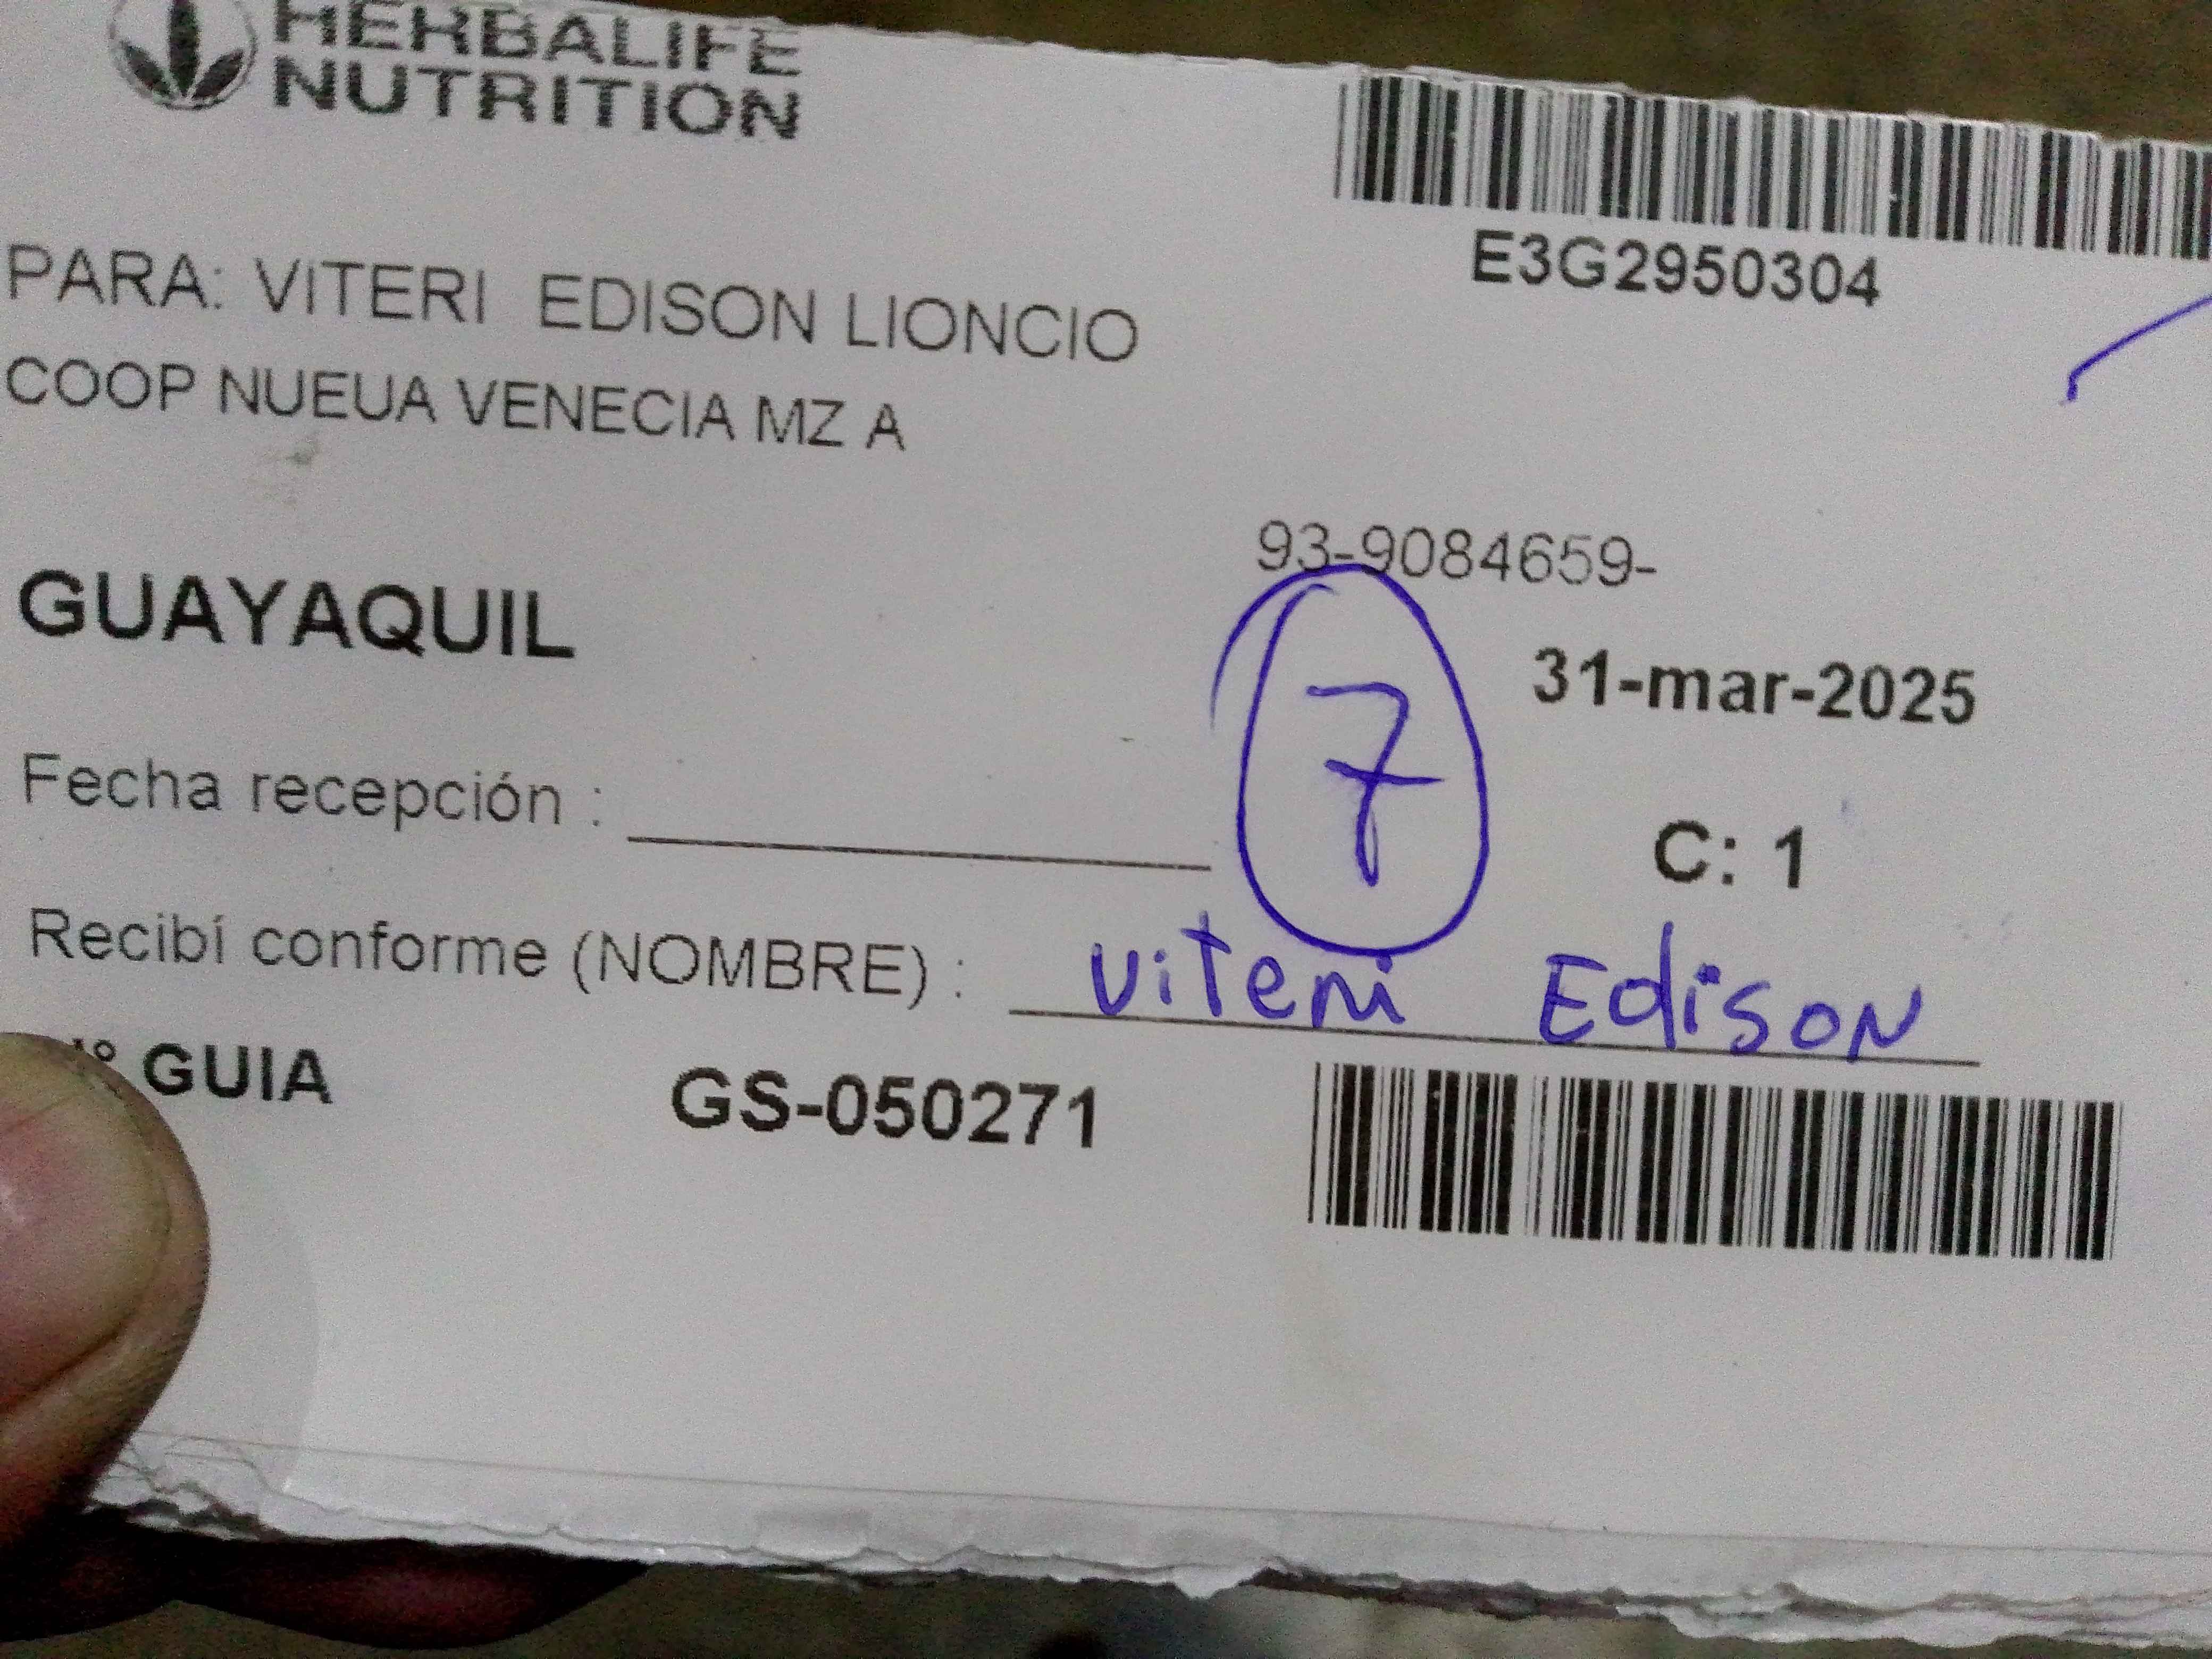 HERBALIFE
NUTRITION
E3G2950304
PARA: VITERI EDISON LIONCIO
COOP NUEUA VENECIA MZ A
93-9084659-
GUAYAQUIL
31-mar-2025
7
Fecha recepción :
C: 1
Recibí conforme (NOMBRE) : viteri Edison
GUIA GS-050271